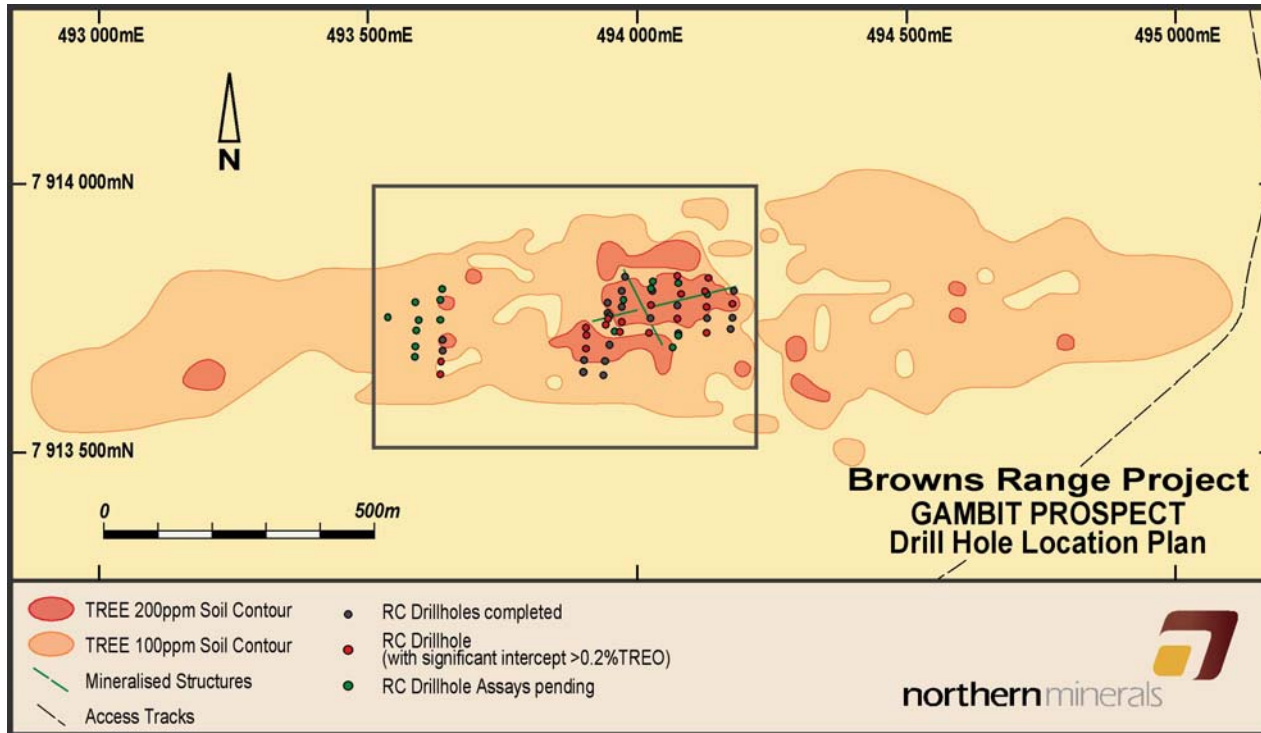 493 000mE
493 500mE
494 000mE
494 500mE
495 000mE
N
7 914 000mN
7 913 500mN
0
500m
Browns Range Project
GAMBIT PROSPECT
Drill Hole Location Plan
TREE 200ppm Soil Contour
TREE 100ppm Soil Contour
Mineralised Structures
Access Tracks
RC Drillholes completed
RC Drillhole
(with significant intercept >0.2%TREO)
RC Drillhole Assays pending
northernminerals